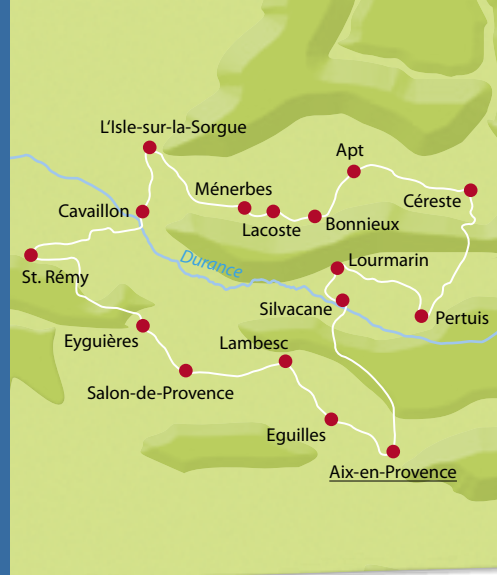 L'Isle-sur-la-Sorgue
Apt
Ménerbes
Céreste
Cavaillon
Lacoste
Bonnieux
Lourmarin
Durance
St. Rémy
Silvacane
Pertuis
Eyguières
Lambesc
Salon-de-Provence
Eguilles
Aix-en-Provence